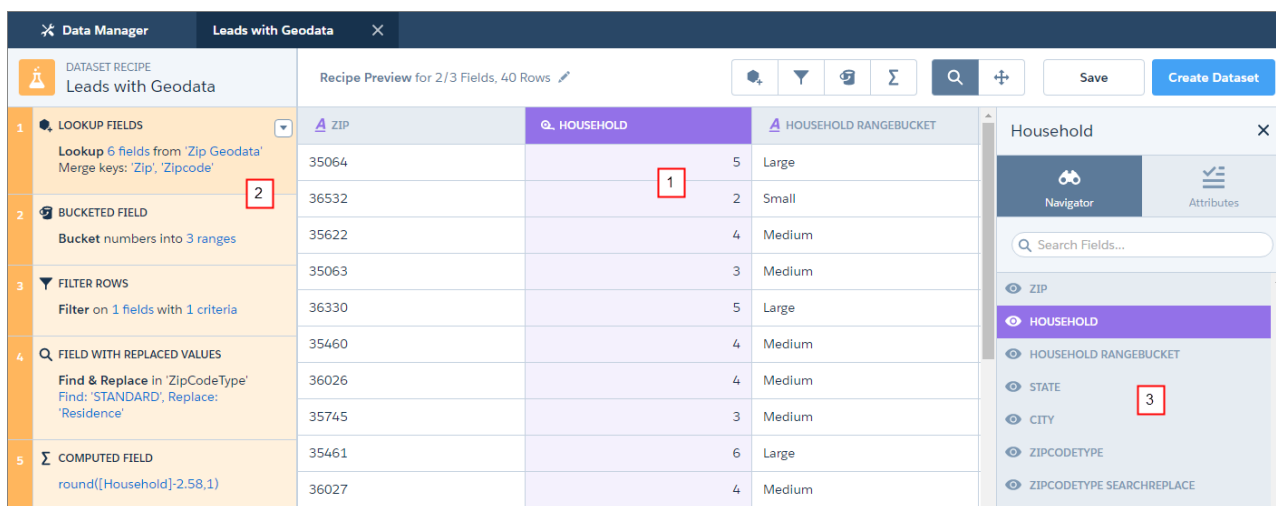 Data Manager
Leads with Geodata
DATASET RECIPE
Leads with Geodata
Recipe Preview for 2/3 Fields, 40 Rows
Save
Create Dataset
1
LOOKUP FIELDS
Lookup 6 fields from 'Zip Geodata'
Merge keys: 'Zip', 'Zipcode'
2
2
BUCKETED FIELD
Bucket numbers into 3 ranges
3
FILTER ROWS
Filter on 1 fields with 1 criteria
4
FIELD WITH REPLACED VALUES
Find & Replace in 'ZipCodeType'
Find: 'STANDARD', Replace:
'Residence'
5
COMPUTED FIELD
round([Household]-2.58,1)
A ZIP HOUSEHOLD A HOUSEHOLD RANGEBUCKET
35064 5 Large
1
36532 2 Small
35622 4 Medium
35063 3 Medium
36330 5 Large
35460 4 Medium
36026 4 Medium
35745 3 Medium
35461 6 Large
36027 4 Medium
Household
Navigator
Attributes
Search Fields...
ZIP
HOUSEHOLD
HOUSEHOLD RANGEBUCKET
STATE
3
CITY
ZIPCODETYPE
ZIPCODETYPE SEARCHREPLACE